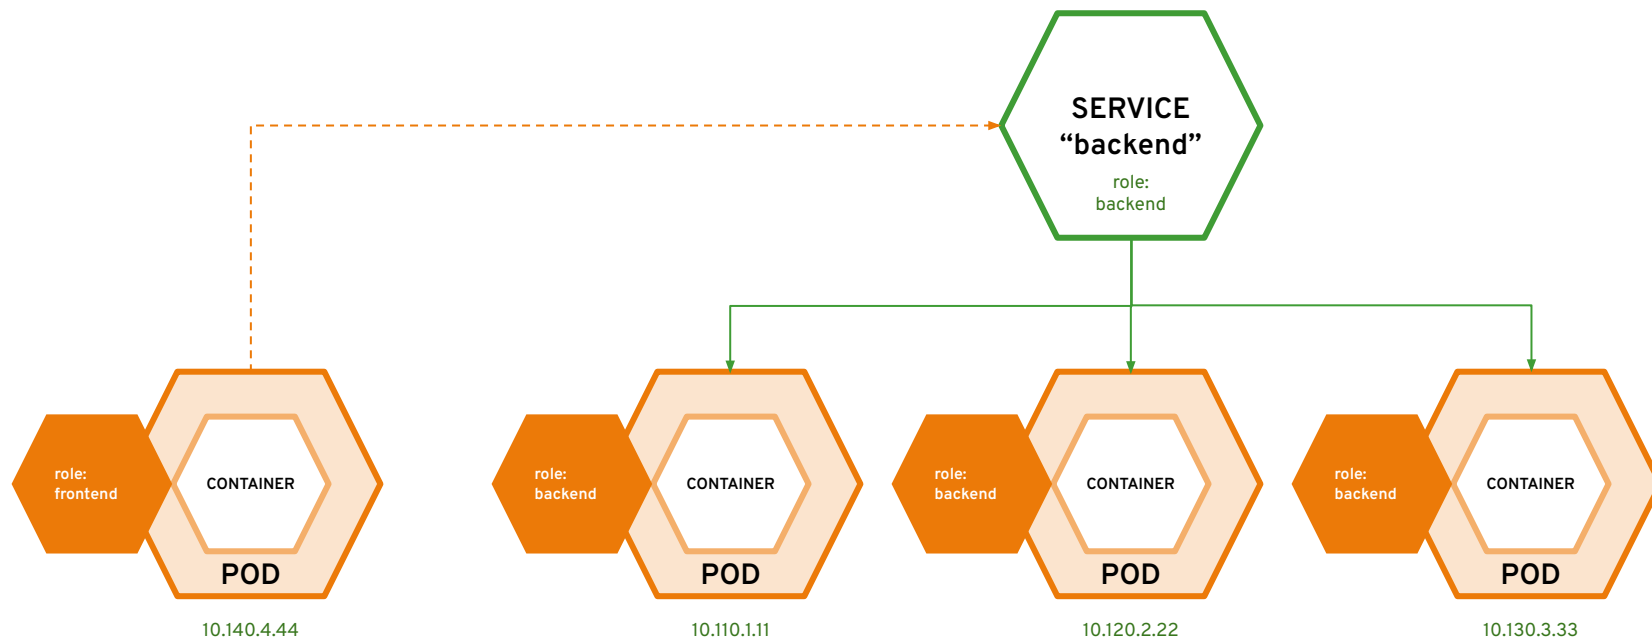 SERVICE
“backend”
role:
backend
role:
frontend
CONTAINER
POD
10.140.4.44
role:
backend
CONTAINER
POD
10.110.1.11
role:
backend
CONTAINER
POD
10.120.2.22
role:
backend
CONTAINER
POD
10.130.3.33